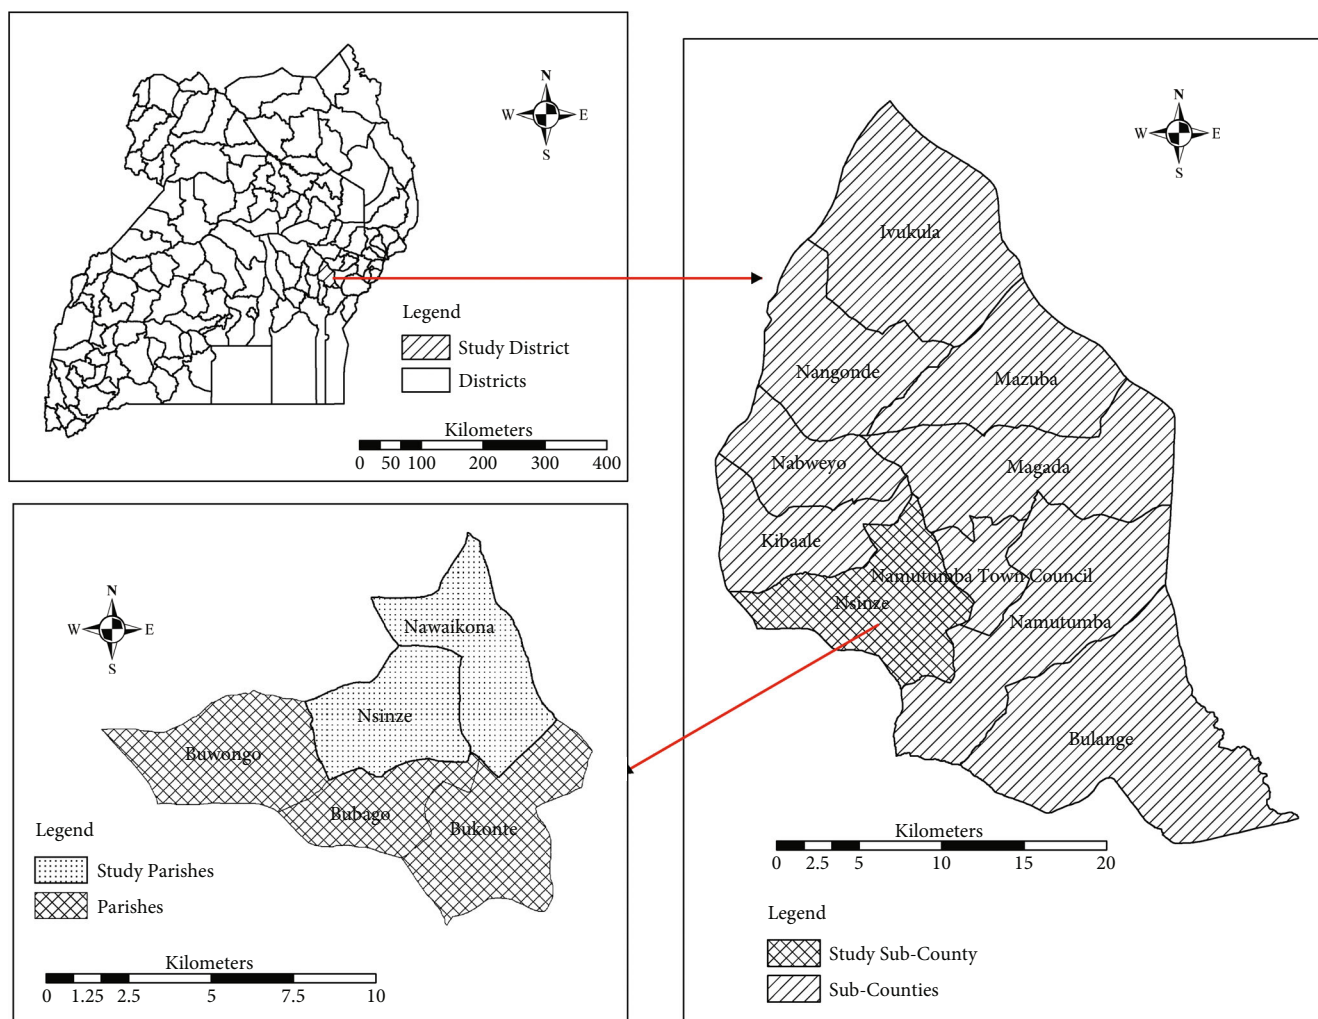 N
W E
S
Legend
Study District
Districts
Kilometers
0 50 100 200 300 400
N
W E
S
Nawaikona
Nsinze
Buwongo
Bubago
Bukonte
Legend
Study Parishes
Parishes
Kilometers
0 1.25 2.5 5 7.5 10
N
W E
S
Ivukula
Nangonde
Mazuba
Nabweyo
Magada
Kibaale
Namutumba Town Council
Nsinze
Namutumba
Bulange
Kilometers
0 2.5 5 10 15 20
Legend
Study Sub-County
Sub-Counties